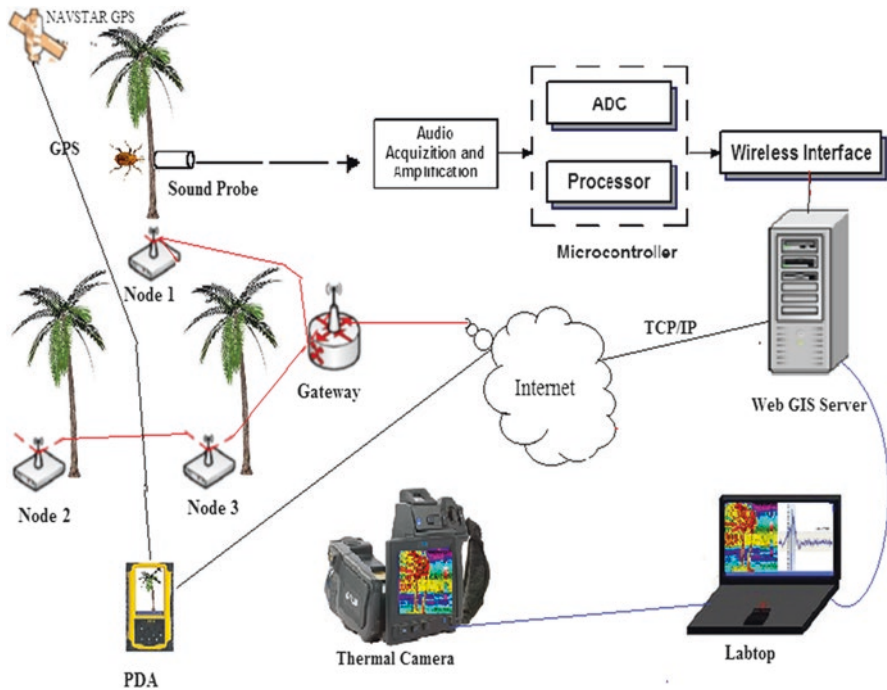 NAVSTAR GPS
GPS
Sound Probe
Audio
Acquizition and
Amplification
ADC
Processor
Microcontroller
Wireless Interface
Node 1
Gateway
Internet
TCP/IP
Web GIS Server
Node 2
Node 3
PDA
Thermal Camera
Labtop